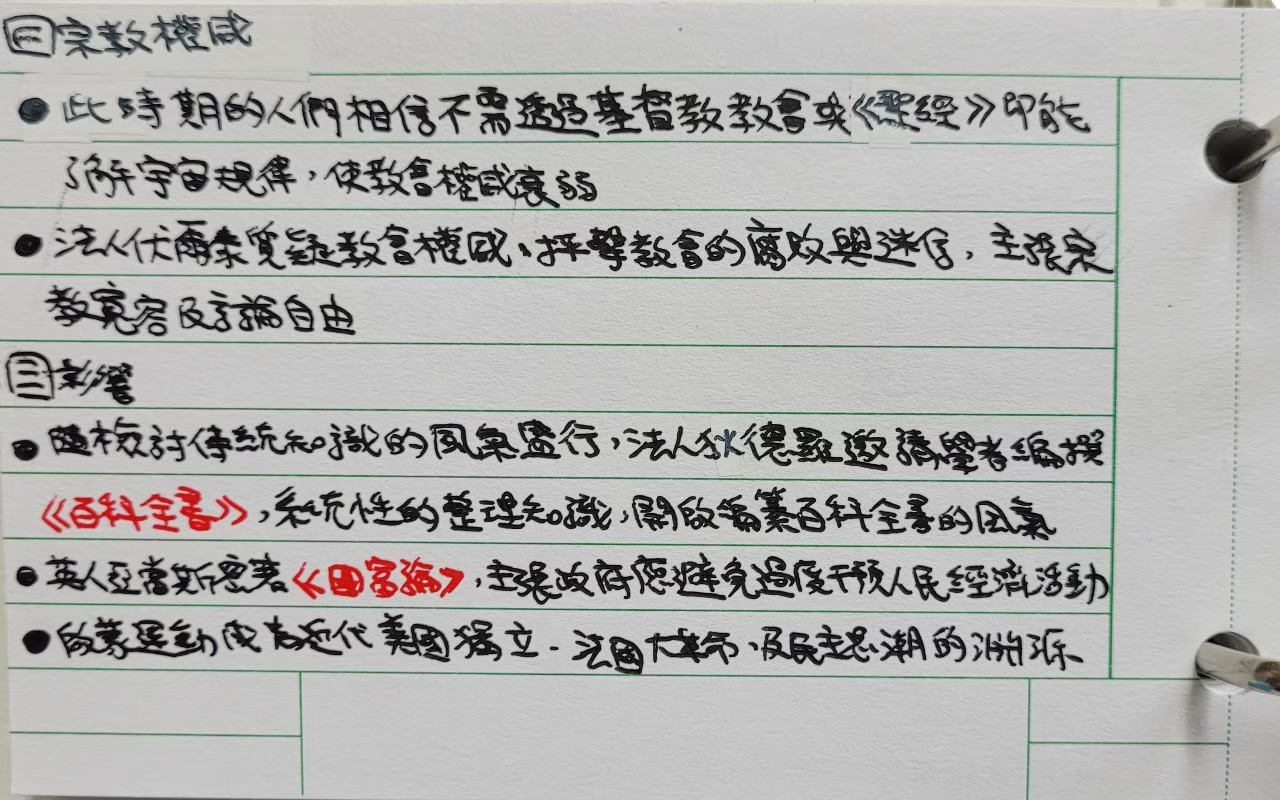 ㊁宗教權威
●此時期的人們相信不需透過基督教教會或《聖經》即能
了解宇宙規律，使教會權威衰弱
●法人伏爾泰質疑教會權威、抨擊教會的腐敗與迷信，主張宗
教寬容及言論自由
㊂影響
●隨檢討傳統知識的風氣盛行，法人狄德羅邀請學者編撰
《百科全書》，系統性的整理知識，開啟編纂百科全書的風氣
●英人亞當斯密著《國富論》，主張政府應避免過度干預人民經濟活動
●啟蒙運動成為近代美國獨立、法國大革命、及民主思潮的淵源